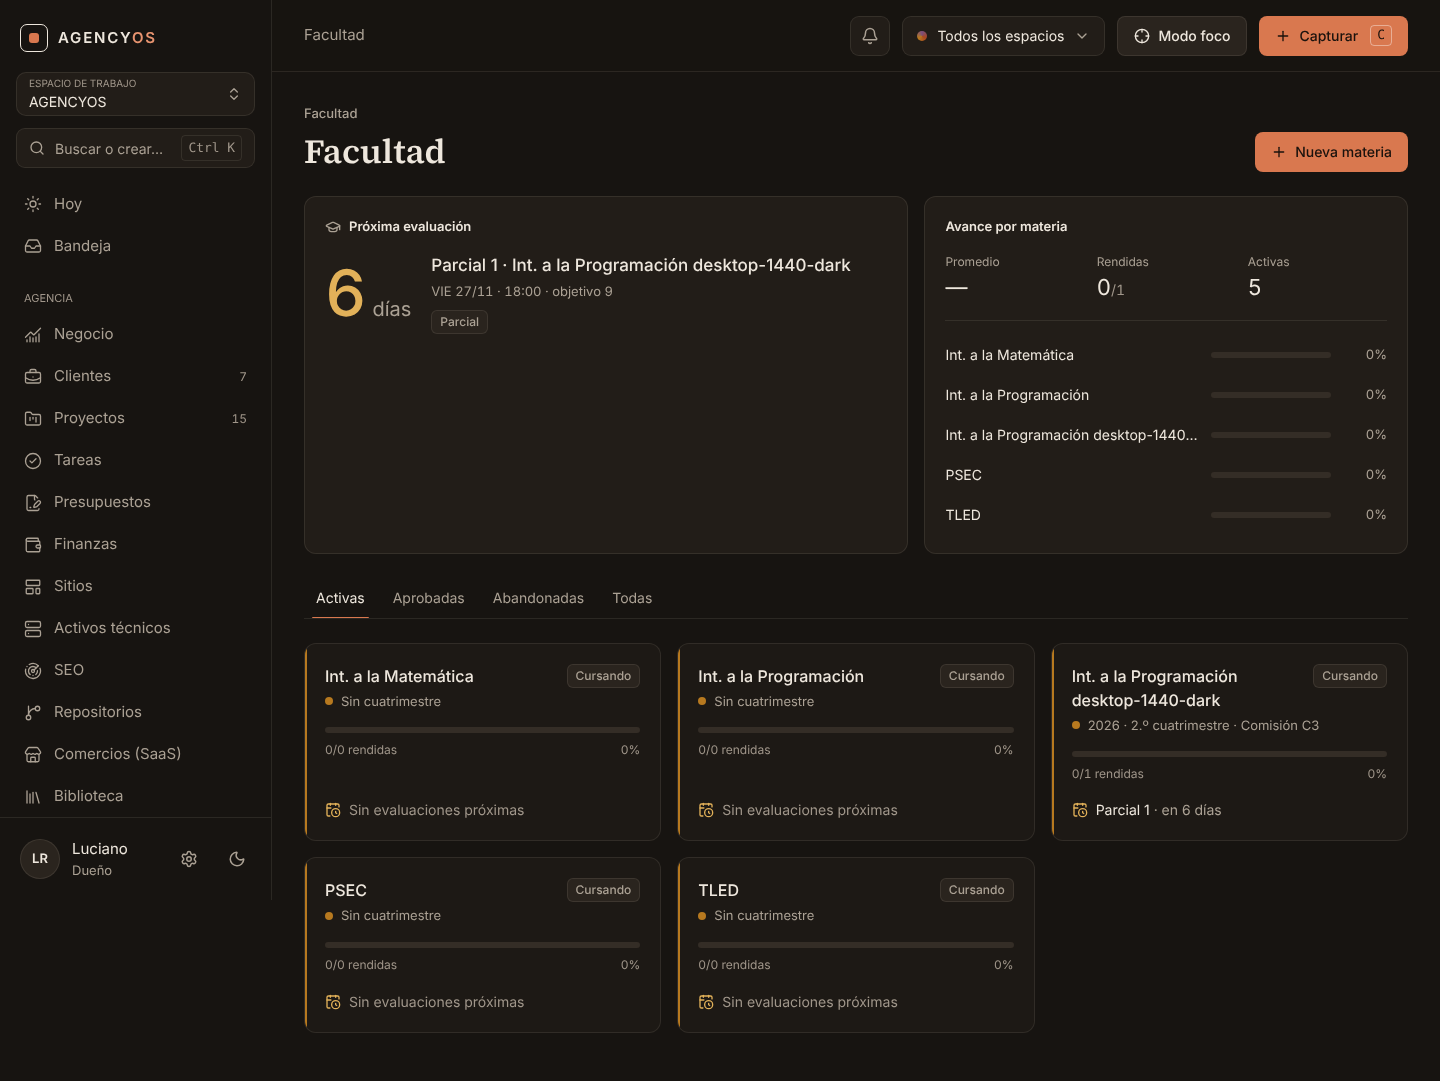 AGENCYOS
ESPACIO DE TRABAJO
AGENCYOS
Buscar o crear... Ctrl K
Hoy
Bandeja
AGENCIA
Negocio
Clientes 7
Proyectos 15
Tareas
Presupuestos
Finanzas
Sitios
Activos técnicos
SEO
Repositorios
Comercios (SaaS)
Biblioteca
LR
Luciano
Dueño
Facultad
Todos los espacios
Modo foco
Capturar C
Facultad
Facultad
Nueva materia
Próxima evaluación
6 días
Parcial 1 · Int. a la Programación desktop-1440-dark
VIE 27/11 · 18:00 · objetivo 9
Parcial
Avance por materia
Promedio Rendidas Activas
— 0/1 5
Int. a la Matemática 0%
Int. a la Programación 0%
Int. a la Programación desktop-1440... 0%
PSEC 0%
TLED 0%
Activas Aprobadas Abandonadas Todas
Int. a la Matemática Cursando
Sin cuatrimestre
0/0 rendidas 0%
Sin evaluaciones próximas
Int. a la Programación Cursando
Sin cuatrimestre
0/0 rendidas 0%
Sin evaluaciones próximas
Int. a la Programación Cursando
desktop-1440-dark
2026 · 2.º cuatrimestre · Comisión C3
0/1 rendidas 0%
Parcial 1 · en 6 días
PSEC Cursando
Sin cuatrimestre
0/0 rendidas 0%
Sin evaluaciones próximas
TLED Cursando
Sin cuatrimestre
0/0 rendidas 0%
Sin evaluaciones próximas